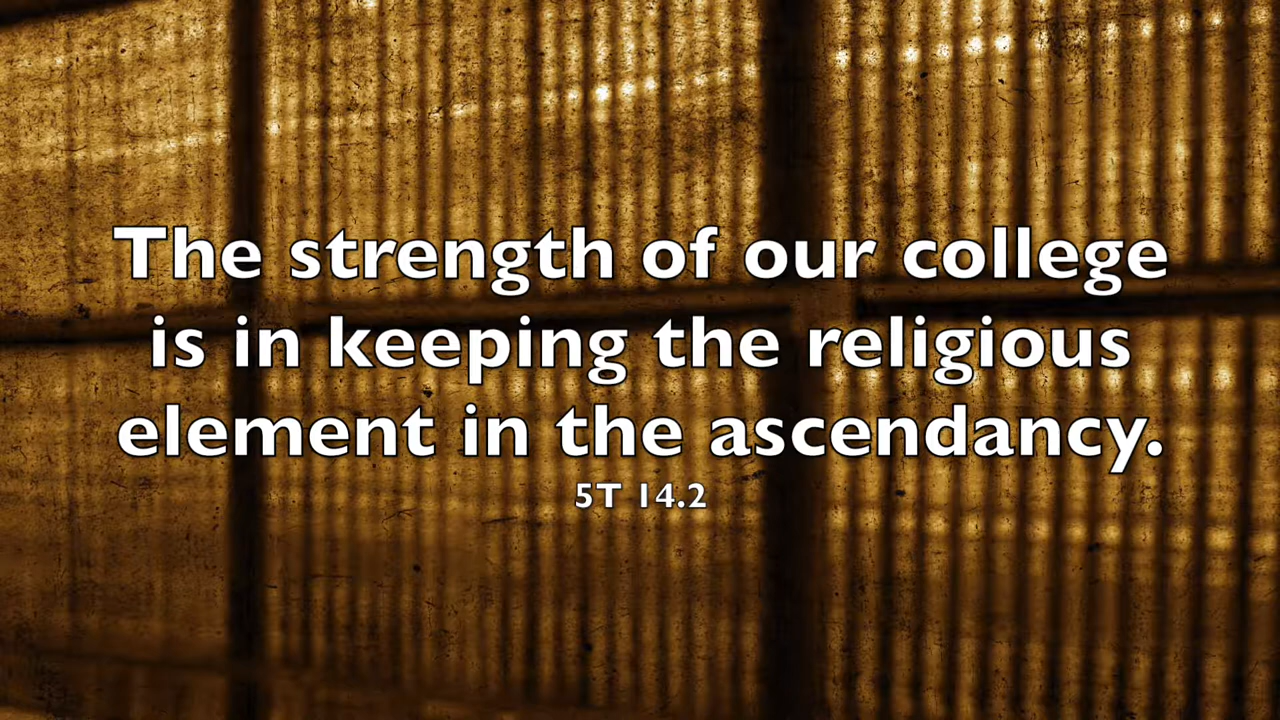 The strength of our college
is in keeping the religious
element in the ascendancy.
5T 14.2